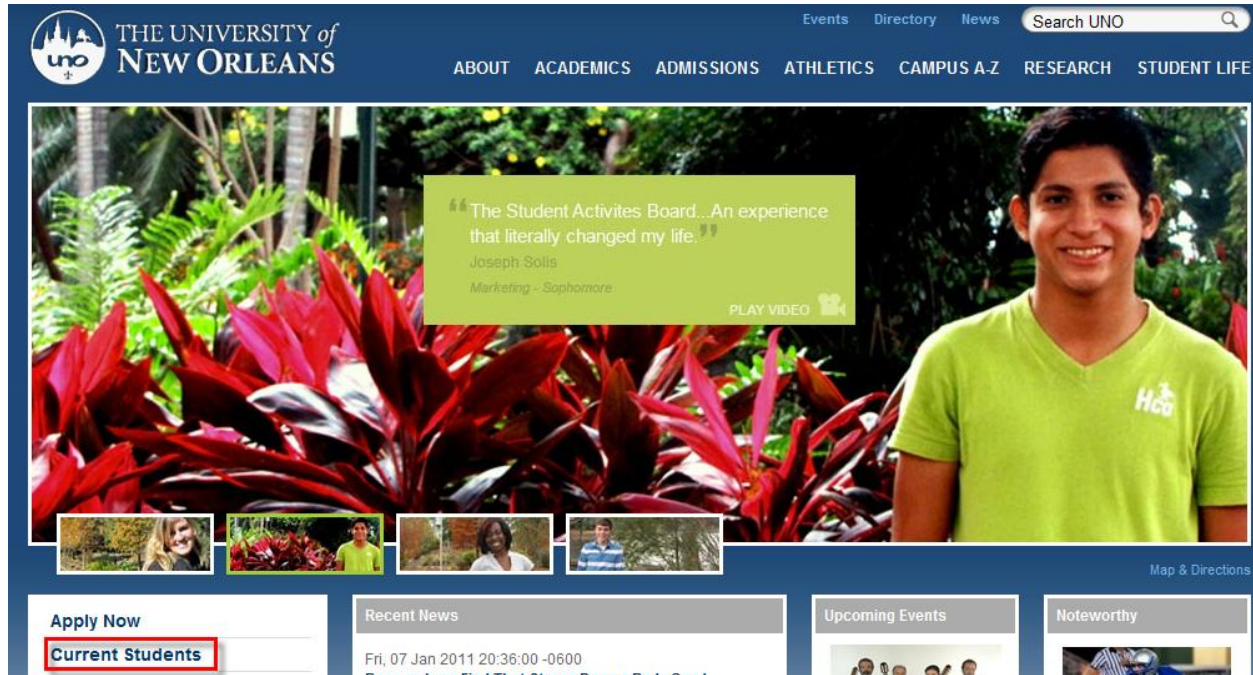 THE UNIVERSITY of
NEW ORLEANS
uno
Events Directory News Search UNO
ABOUT ACADEMICS ADMISSIONS ATHLETICS CAMPUS A-Z RESEARCH STUDENT LIFE
“The Student Activites Board...An experience
that literally changed my life.”
Joseph Solis
Marketing - Sophomore
PLAY VIDEO
Hco
Map & Directions
Apply Now
Current Students
Recent News
Fri, 07 Jan 2011 20:36:00 -0600
Upcoming Events
Noteworthy